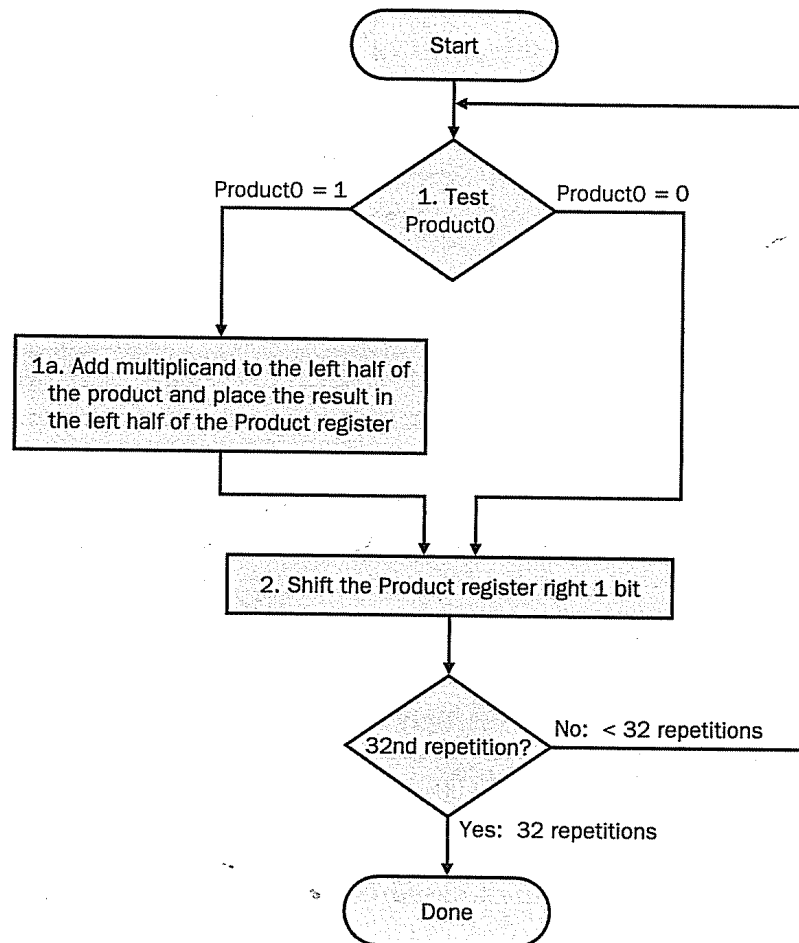 Start
Product0 = 1
1. Test
Product0
Product0 = 0
1a. Add multiplicand to the left half of
the product and place the result in
the left half of the Product register
2. Shift the Product register right 1 bit
32nd repetition?
No: < 32 repetitions
Yes: 32 repetitions
Done